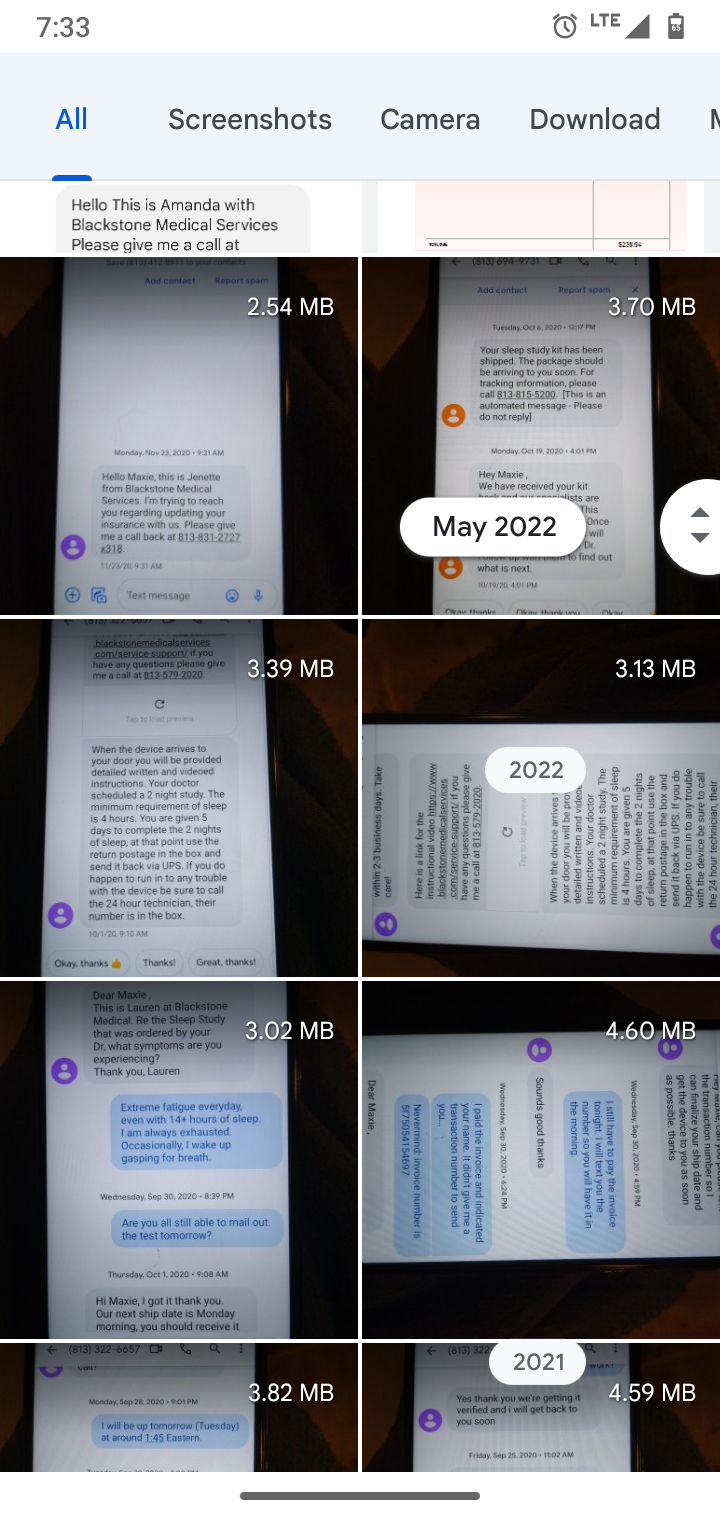 7:33
LTE
65
All
Screenshots
Camera
Download
Hello This is Amanda with
Blackstone Medical Services
Please give me a call at
TOTAL DUE
$238.54
Save (813) 412-8911 to your contacts
Add contact
Report spam
2.54 MB
Monday, Nov 23, 2020 • 9:31 AM
Hello Maxie, this is Jenette
from Blackstone Medical
Services. I'm trying to reach
you regarding updating your
insurance with us. Please give
me a call back at 813-831-2727
x318.
11/23/20, 9:31 AM
Text message
(813) 694-9731
Add contact
Report spam
3.70 MB
Tuesday, Oct 6, 2020 • 12:17 PM
Your sleep study kit has been
shipped. The package should
be arriving to you soon. For
tracking information, please
call 813-815-5200. [This is an
automated message - Please
do not reply]
Monday, Oct 19, 2020 • 4:01 PM
Hey Maxie,
We have received your kit
back and our specialists are
This
Once
will
Dr.
to find out
what is next.
10/19/20, 4:01 PM
Okay, thanks
Okay, thank you
Okay
May 2022
(813) 322-6657
.blackstonemedicalservices
.com/service-support/ if you
have any questions please give
me a call at 813-579-2020.
3.39 MB
Tap to load preview
When the device arrives to
your door you will be provided
detailed written and videoed
instructions. Your doctor
scheduled a 2 night study. The
minimum requirement of sleep
is 4 hours. You are given 5
days to complete the 2 nights
of sleep, at that point use the
return postage in the box and
send it back via UPS. If you do
happen to run in to any trouble
with the device be sure to call
the 24 hour technician, their
number is in the box.
10/1/20, 9:10 AM
Okay, thanks 👍
Thanks!
Great, thanks!
3.13 MB
2022
within 2-3 business days. Take
care!
Here is a link for the
instructional video https://www
.blackstonemedicalservices
.com/service-support/ if you
have any questions please give
me a call at 813-579-2020.
Tap to load preview
When the device arrives
your door you will be pro
detailed written and videoe
instructions. Your doctor
scheduled a 2 night study. The
minimum requirement of sleep
is 4 hours. You are given 5
days to complete the 2 nights
of sleep, at that point use the
return postage in the box and
send it back via UPS. If you do
happen to run in to any trouble
with the device be sure to call
the 24 hour technician, their
Dear Maxie,
This is Lauren at Blackstone
Medical. Re the Sleep Study
that was ordered by your
Dr, what symptoms are you
experiencing?
Thank you, Lauren
3.02 MB
Extreme fatigue everyday,
even with 14+ hours of sleep.
I am always exhausted.
Occasionally, I wake up
gasping for breath.
Wednesday, Sep 30, 2020 • 8:39 PM
Are you all still able to mail out
the test tomorrow?
Thursday, Oct 1, 2020 • 9:08 AM
Hi Maxie, I got it thank you.
Our next ship date is Monday
morning, you should receive it
4.60 MB
the transaction number so I
can finalize your ship date and
get the device to you as soon
as possible. thanks
Wednesday, Sep 30, 2020 • 4:59 PM
I still have to pay the invoice
tonight. I will text you the
number so you will have it in
the morning.
Sounds good thanks
Wednesday, Sep 30, 2020 • 6:24 PM
I paid the invoice and indicated
your name. It didn't give me a
transaction number to send
you...
Nevermind: invoice number is
6f75054154697
Dear Maxie,
(813) 322-6657
call?
3.82 MB
Monday, Sep 28, 2020 • 9:01 PM
I will be up tomorrow (Tuesday)
at around 1:45 Eastern.
(813) 322
2021
work?
4.59 MB
Yes thank you we're getting it
verified and i will get back to
you soon
Friday, Sep 25, 2020 • 11:02 AM